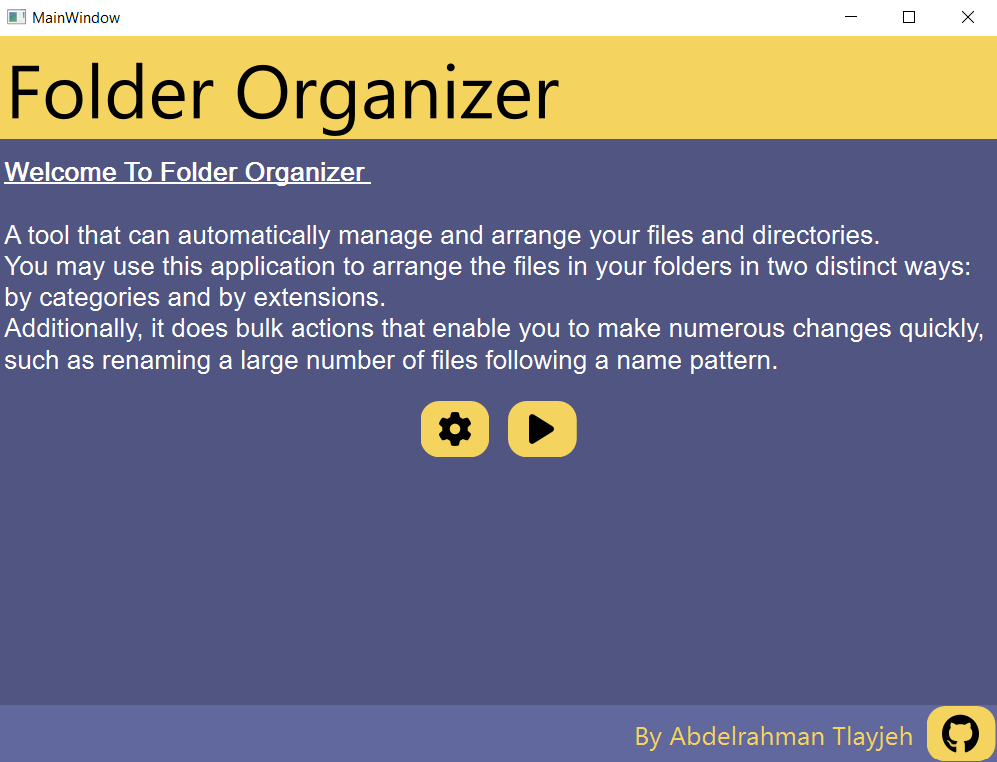 MainWindow
Folder Organizer
Welcome To Folder Organizer
A tool that can automatically manage and arrange your files and directories.
You may use this application to arrange the files in your folders in two distinct ways:
by categories and by extensions.
Additionally, it does bulk actions that enable you to make numerous changes quickly,
such as renaming a large number of files following a name pattern.
By Abdelrahman Tlayjeh